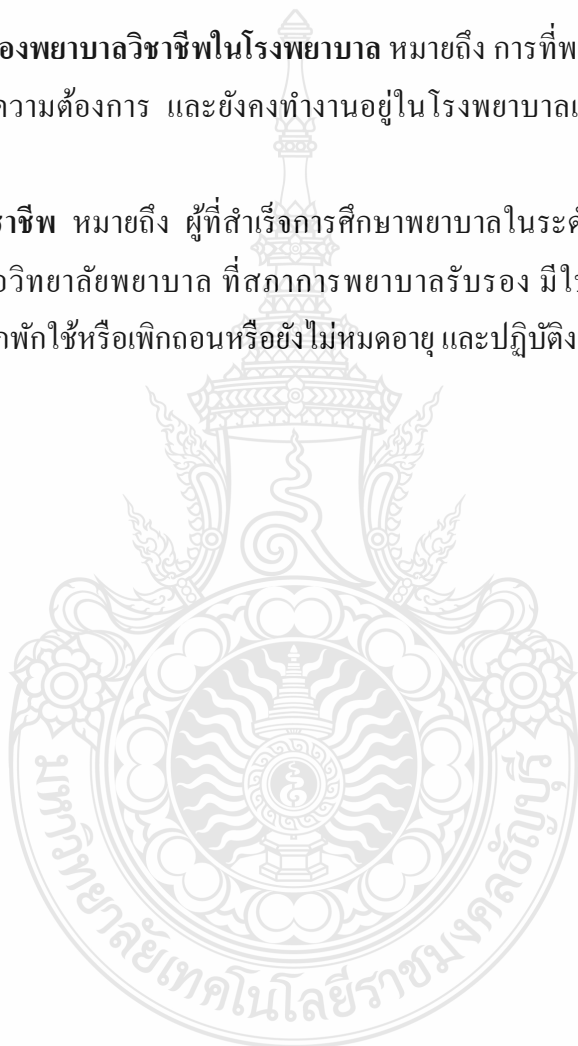 องพยาบาลวิชาชีพในโรงพยาบาล หมายถึง การที่พ
ความต้องการ และยังคงทำงานอยู่ในโรงพยาบาลเ
าชีพ หมายถึง ผู้ที่สำเร็จการศึกษาพยาบาลในระดั
อวิทยาลัยพยาบาล ที่สภาการพยาบาลรับรอง มีใ
กพักใช้หรือเพิกถอนหรือยังไม่หมดอายุ และปฏิบัติง
มหาวิทยาลัยเทคโนโลยีราชมงคลธัญบุรี